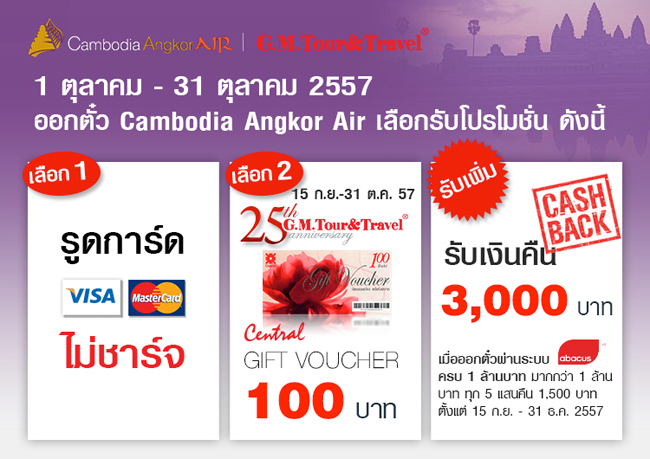 Cambodia Angkor AIR | G.M.Tour&Travel®
1 ตุลาคม - 31 ตุลาคม 2557
ออกตั๋ว Cambodia Angkor Air เลือกรับโปรโมชั่น ดังนี้
เลือก 1
รูดการ์ด
VISA MasterCard
ไม่ชาร์จ
เลือก 2
15 ก.ย.-31 ต.ค. 57
25th G.M.Tour&Travel®
anniversary
100
Gift Voucher
Central
GIFT VOUCHER
100 บาท
รับเพิ่ม
CASH
BACK
รับเงินคืน
3,000 บาท
เมื่อออกตั๋วผ่านระบบ abacus
ครบ 1 ล้านบาท มากกว่า 1 ล้าน
บาท ทุก 5 แสนคืน 1,500 บาท
ตั้งแต่ 15 ก.ย. - 31 ธ.ค. 2557